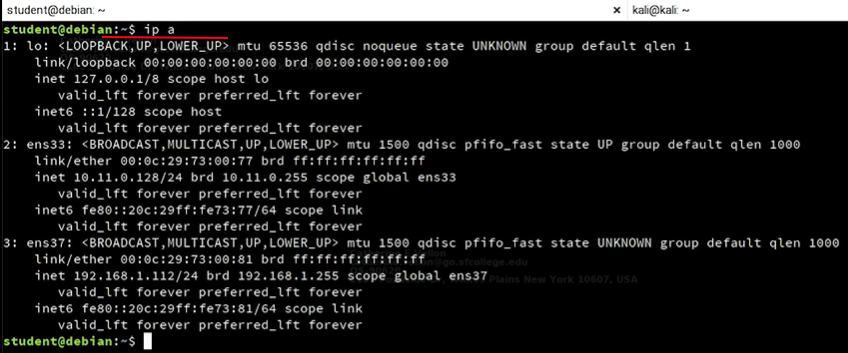 student@debian: ~ × kali@kali: ~
student@debian:~$ ip a
1: lo: <LOOPBACK,UP,LOWER_UP> mtu 65536 qdisc noqueue state UNKNOWN group default qlen 1
link/loopback 00:00:00:00:00:00 brd 00:00:00:00:00:00
inet 127.0.0.1/8 scope host lo
valid_lft forever preferred_lft forever
inet6 ::1/128 scope host
valid_lft forever preferred_lft forever
2: ens33: <BROADCAST,MULTICAST,UP,LOWER_UP> mtu 1500 qdisc pfifo_fast state UP group default qlen 1000
link/ether 00:0c:29:73:00:77 brd ff:ff:ff:ff:ff:ff
inet 10.11.0.128/24 brd 10.11.0.255 scope global ens33
valid_lft forever preferred_lft forever
inet6 fe80::20c:29ff:fe73:77/64 scope link
valid_lft forever preferred_lft forever
3: ens37: <BROADCAST,MULTICAST,UP,LOWER_UP> mtu 1500 qdisc pfifo_fast state UNKNOWN group default qlen 1000
link/ether 00:0c:29:73:00:81 brd ff:ff:ff:ff:ff:ff
inet 192.168.1.112/24 brd 192.168.1.255 scope global ens37
valid_lft forever preferred_lft forever
inet6 fe80::20c:29ff:fe73:81/64 scope link
valid_lft forever preferred_lft forever
student@debian:~$
go.sfcollege.edu
Plains New York 10607, USA